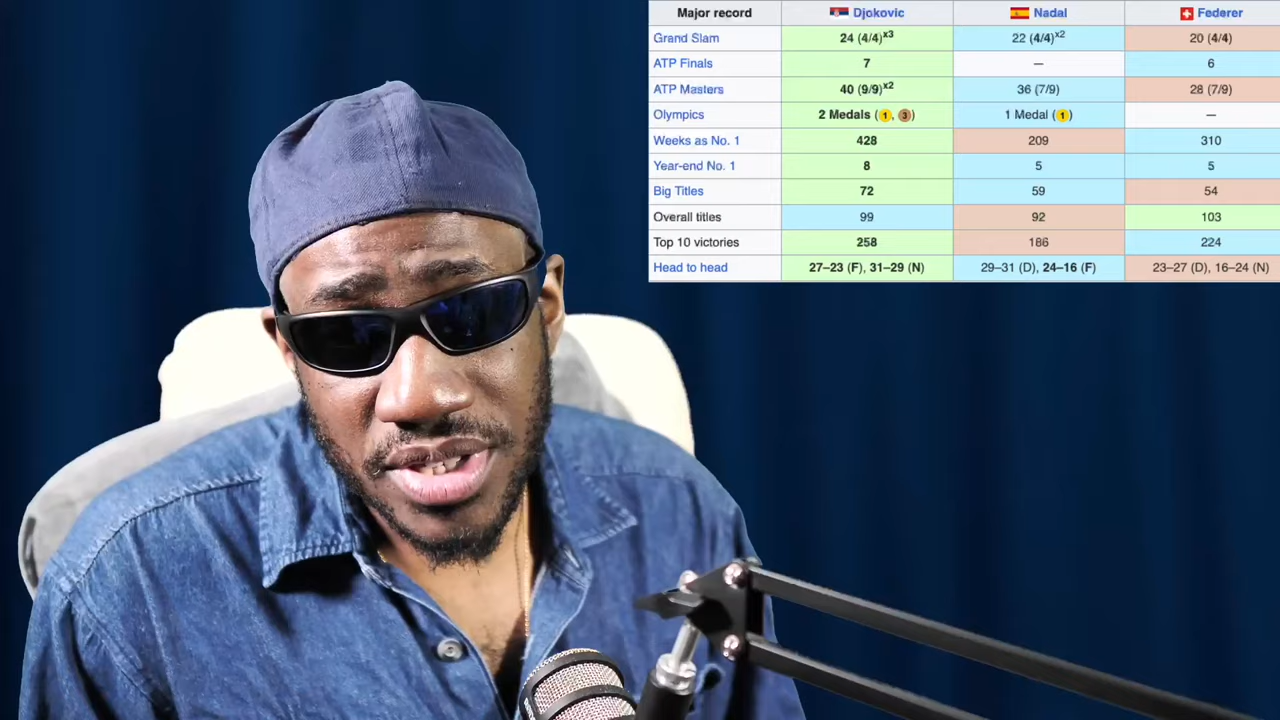 Major record Djokovic Nadal Federer
Grand Slam 24 (4/4)x3 22 (4/4)x2 20 (4/4)
ATP Finals 7 — 6
ATP Masters 40 (9/9)x2 36 (7/9) 28 (7/9)
Olympics 2 Medals (1, 3) 1 Medal (1) —
Weeks as No. 1 428 209 310
Year-end No. 1 8 5 5
Big Titles 72 59 54
Overall titles 99 92 103
Top 10 victories 258 186 224
Head to head 27–23 (F), 31–29 (N) 29–31 (D), 24–16 (F) 23–27 (D), 16–24 (N)